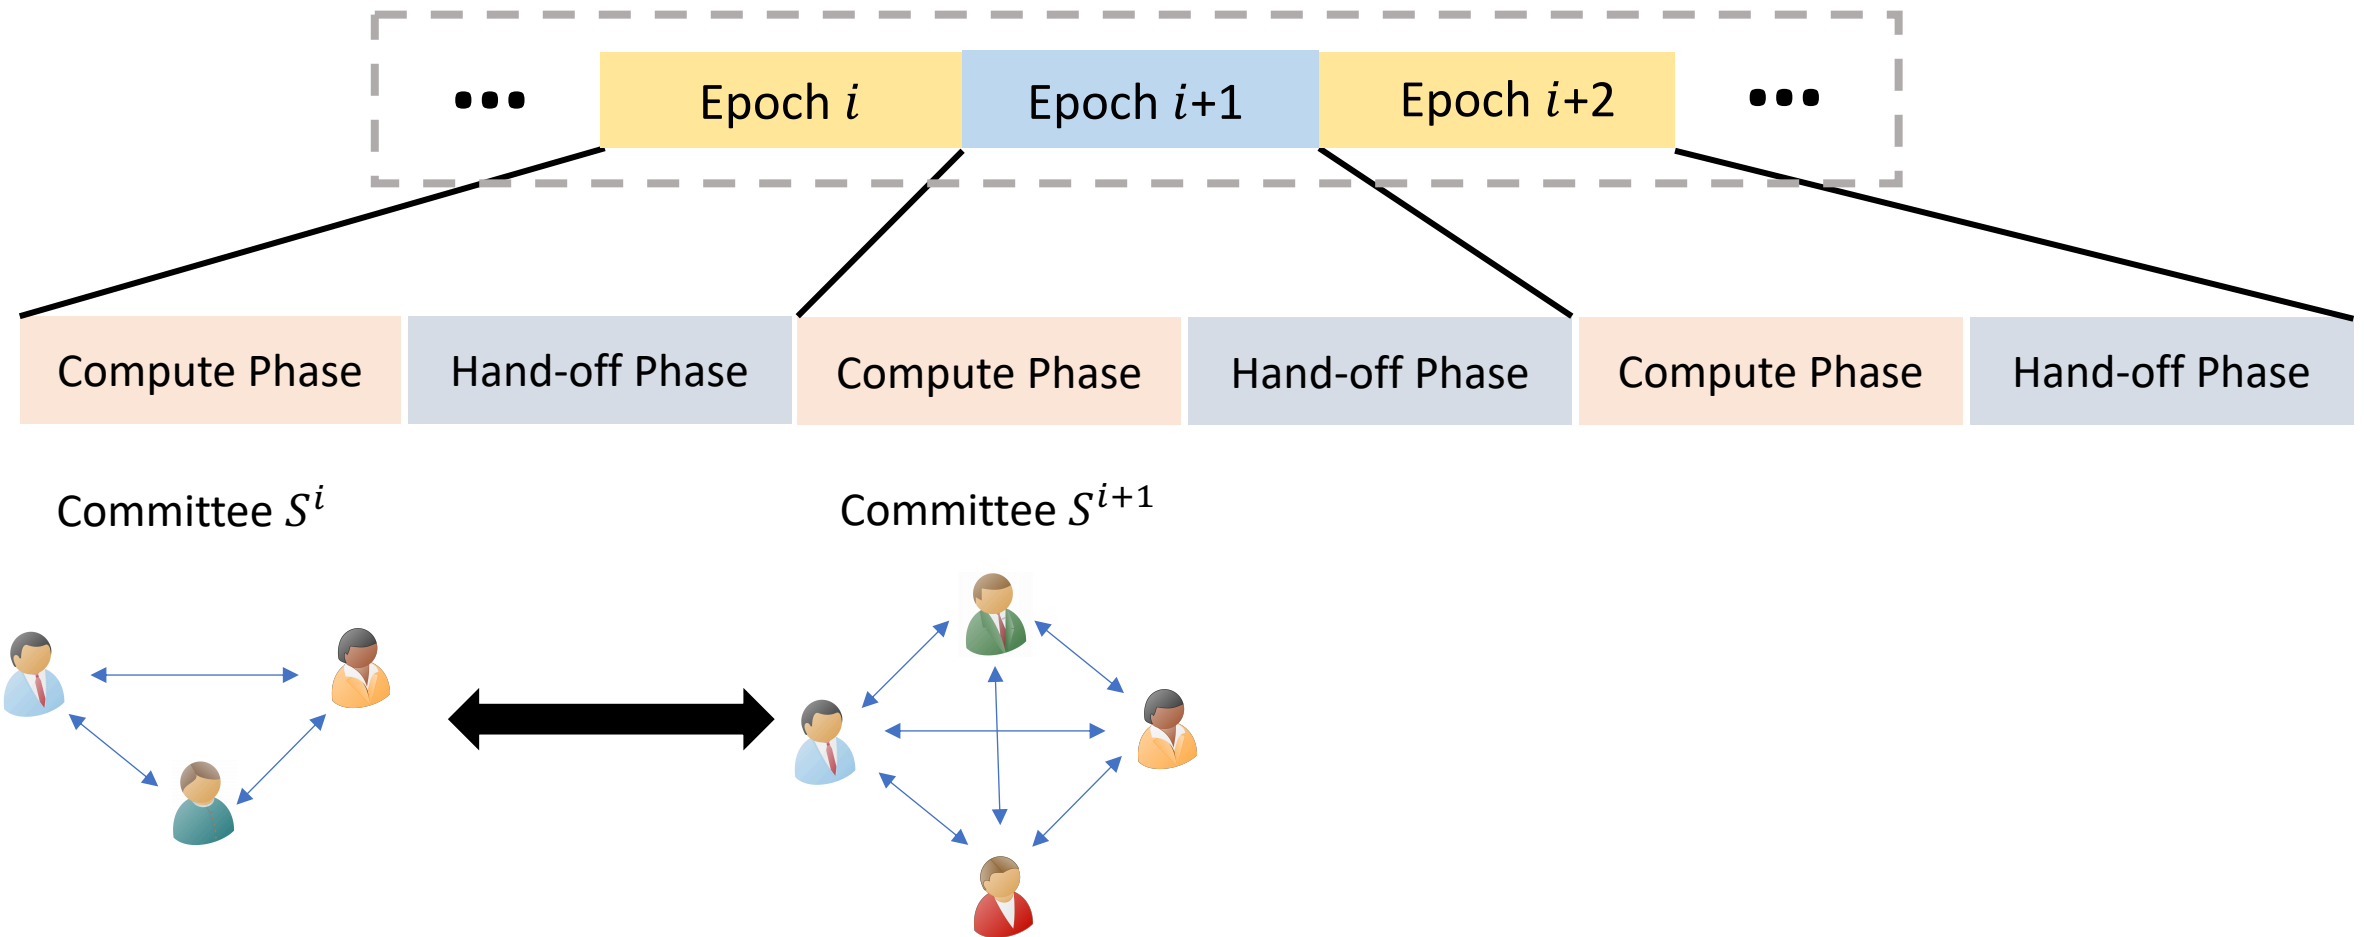 ... Epoch i Epoch i+1 Epoch i+2 ...
Compute Phase Hand-off Phase Compute Phase Hand-off Phase Compute Phase Hand-off Phase
Committee S^i Committee S^{i+1}